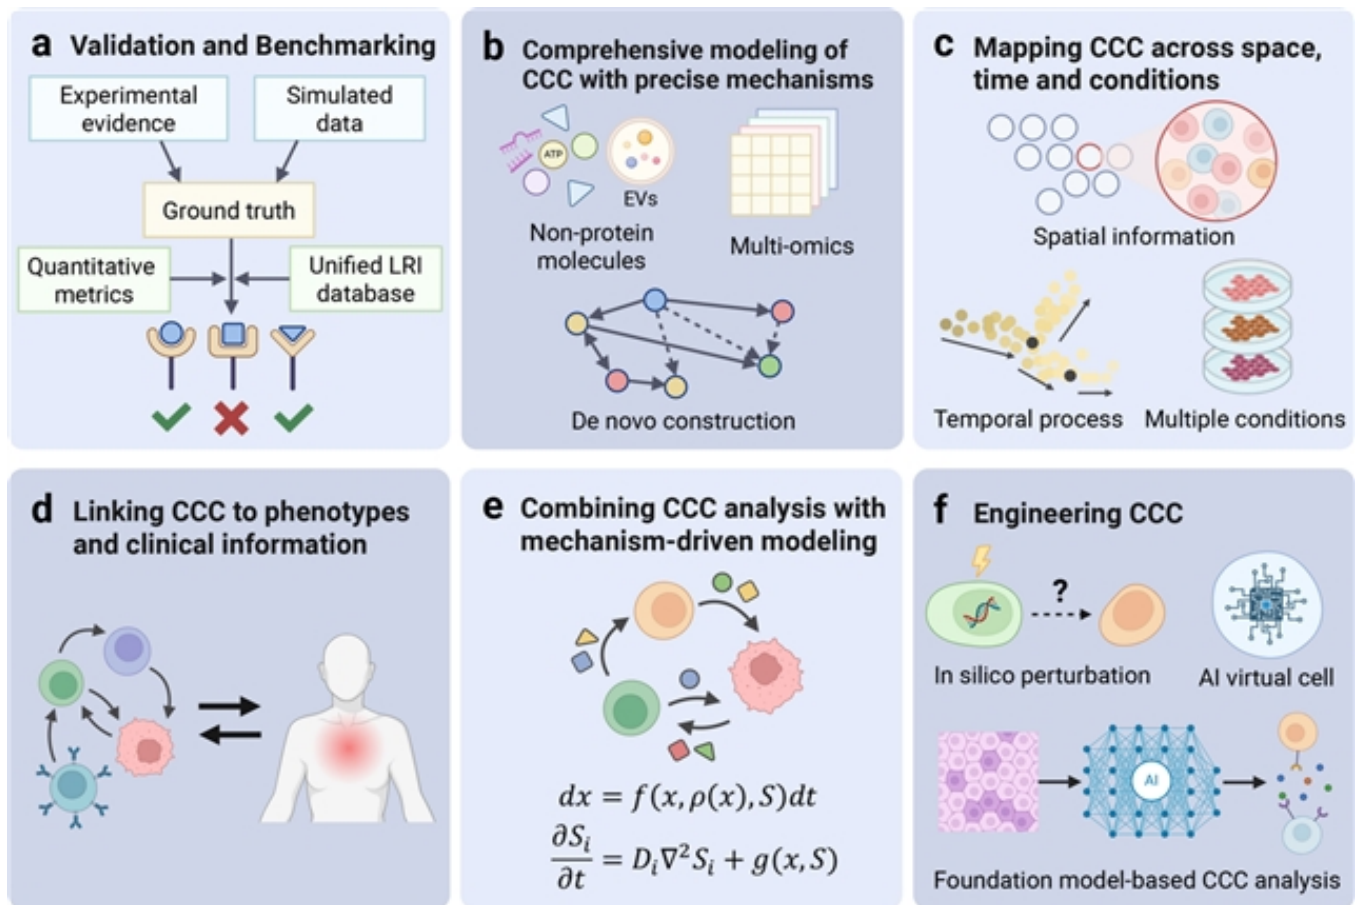 a Validation and Benchmarking
Experimental
evidence
Simulated
data
Ground truth
Quantitative
metrics
Unified LRI
database
b Comprehensive modeling of
CCC with precise mechanisms
ATP
EVs
Non-protein
molecules
Multi-omics
De novo construction
c Mapping CCC across space,
time and conditions
Spatial information
Temporal process
Multiple conditions
d Linking CCC to phenotypes
and clinical information
e Combining CCC analysis with
mechanism-driven modeling
dx = f(x, ρ(x), S)dt
∂Sᵢ/∂t = Dᵢ∇²Sᵢ + g(x, S)
f Engineering CCC
?
In silico perturbation
AI virtual cell
AI
Foundation model-based CCC analysis